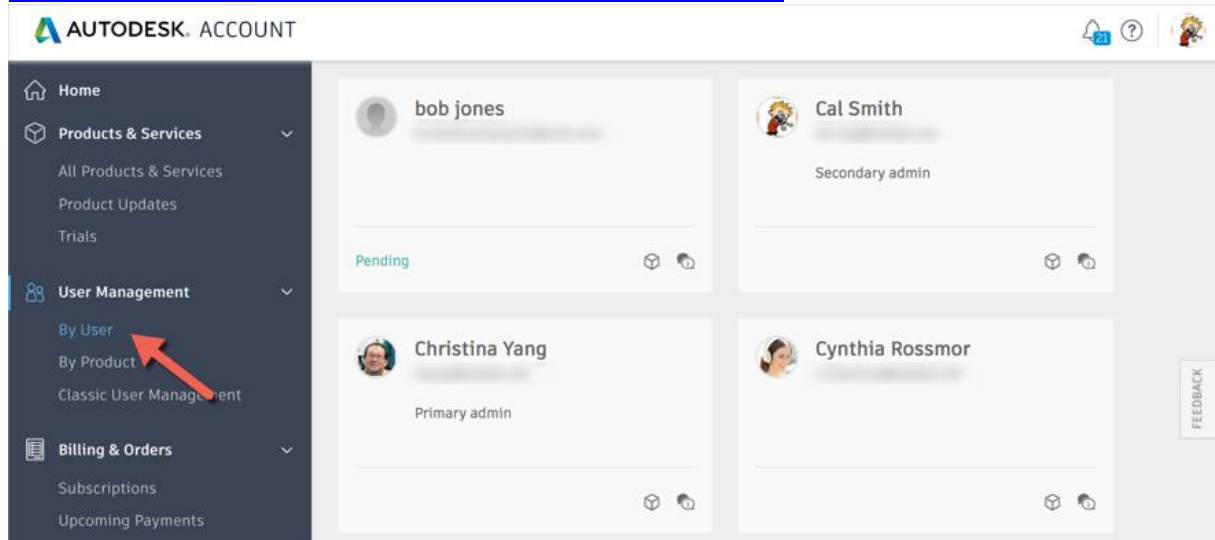 AUTODESK. ACCOUNT
21
?
Home
Products & Services
All Products & Services
Product Updates
Trials
User Management
By User
By Product
Classic User Management
Billing & Orders
Subscriptions
Upcoming Payments
bob jones
Pending
Cal Smith
Secondary admin
Christina Yang
Primary admin
Cynthia Rossmor
FEEDBACK